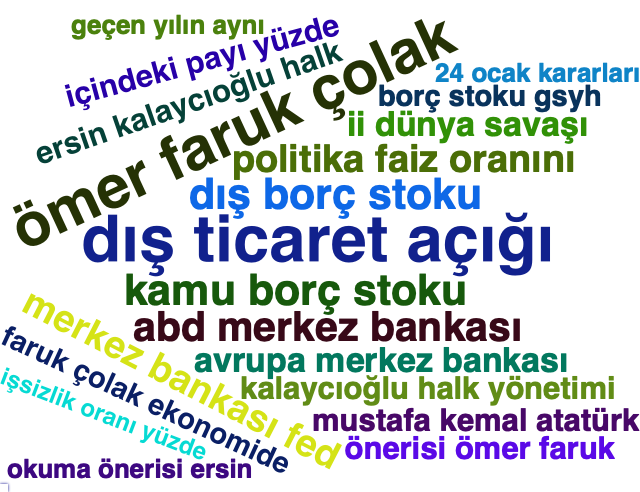 geçen yılın aynı
içindeki payı yüzde
ersin kalaycıoğlu halk
ömer faruk çolak
24 ocak kararları
borç stoku gsyh
ii dünya savaşı
politika faiz oranını
dış borç stoku
dış ticaret açığı
kamu borç stoku
abd merkez bankası
merkez bankası fed
avrupa merkez bankası
faruk çolak ekonomide
kalaycıoğlu halk yönetimi
işsizlik oranı yüzde
mustafa kemal atatürk
önerisi ömer faruk
okuma önerisi ersin